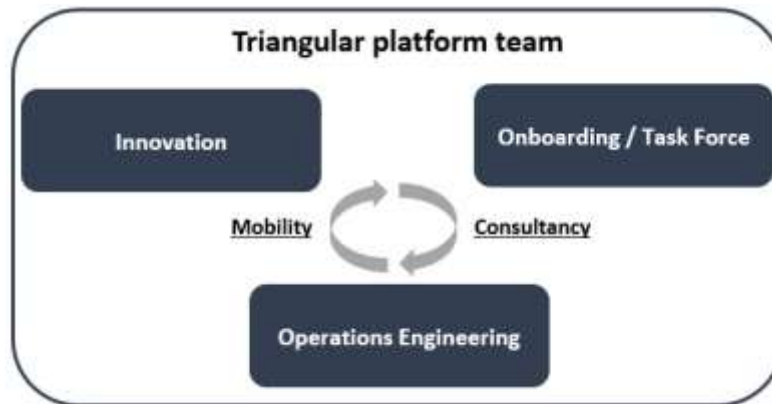 Triangular platform team
Innovation
Onboarding / Task Force
Mobility
Consultancy
Operations Engineering